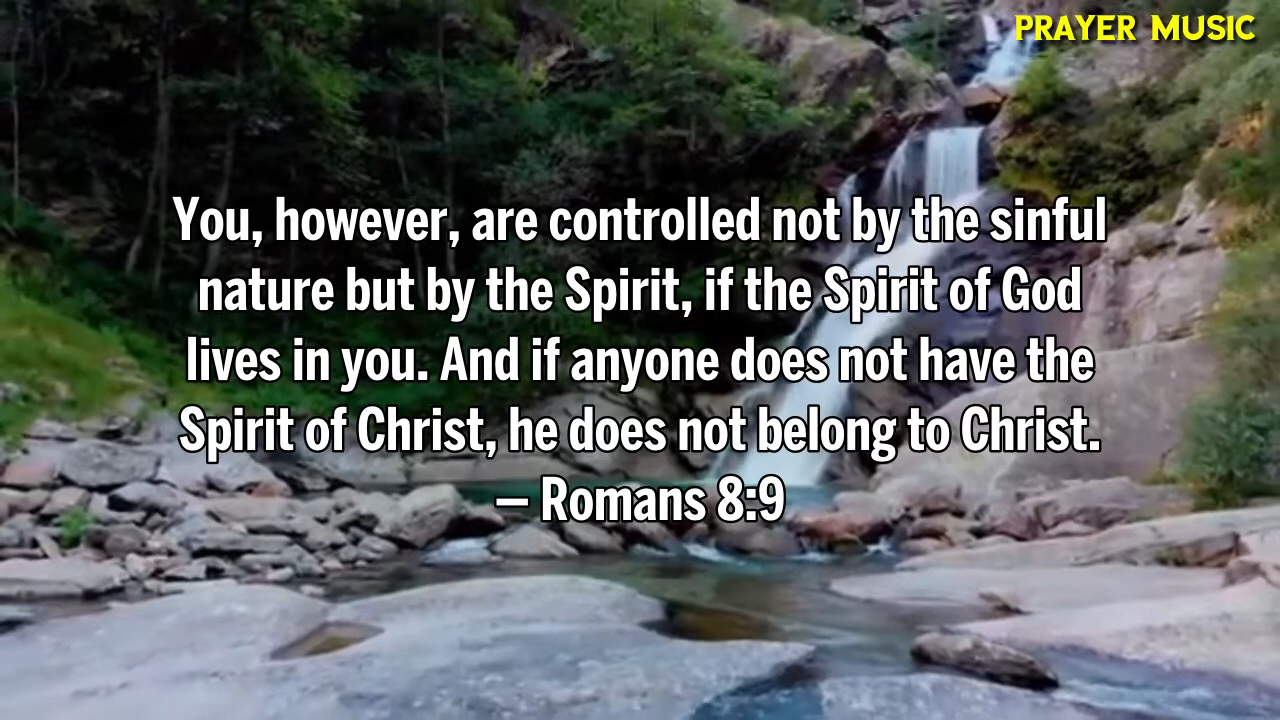 PRAYER MUSIC
You, however, are controlled not by the sinful
nature but by the Spirit, if the Spirit of God
lives in you. And if anyone does not have the
Spirit of Christ, he does not belong to Christ.
– Romans 8:9